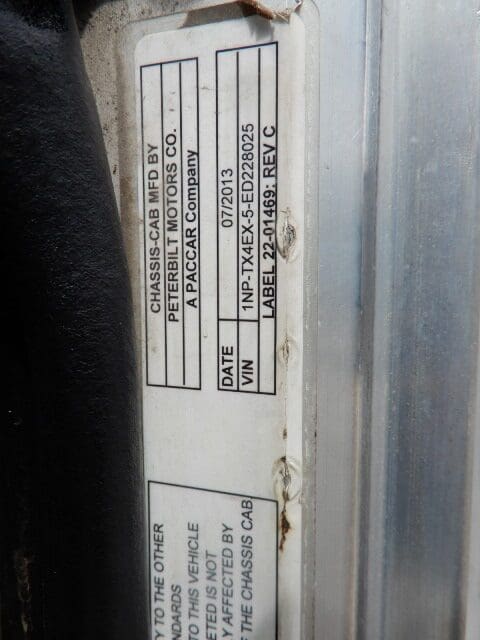 CHASSIS-CAB MFD BY
PETERBILT MOTORS CO.
A PACCAR Company
DATE 07/2013
VIN 1NP-TX4EX-5-ED228025
LABEL 22-01469: REV C
Y TO THE OTHER
NDARDS
TO THIS VEHICLE
ETED IS NOT
Y AFFECTED BY
THE CHASSIS CAB